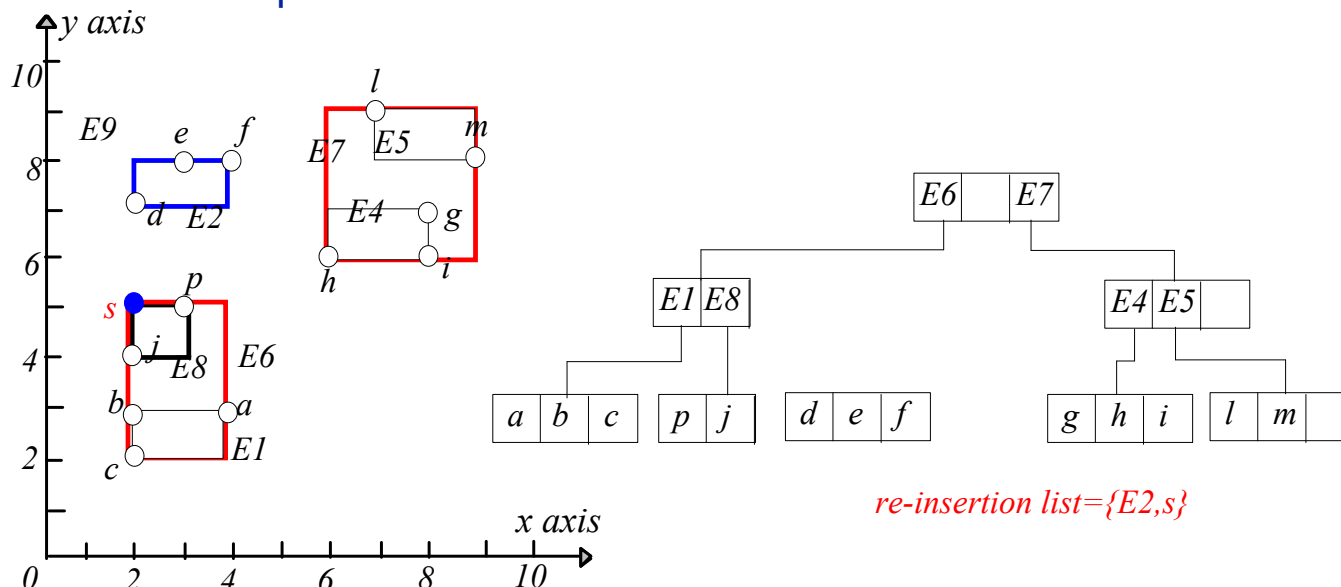 y axis
10
l
E9
e
f
m
E7
E5
8
d
E2
E4
g
6
h
i
s
p
j
4
E8
E6
b
a
2
c
E1
x axis
0
2
4
6
8
10
E6 E7
E1 E8
E4 E5
a b c
p j
d e f
g h i
l m
re-insertion list={E2,s}